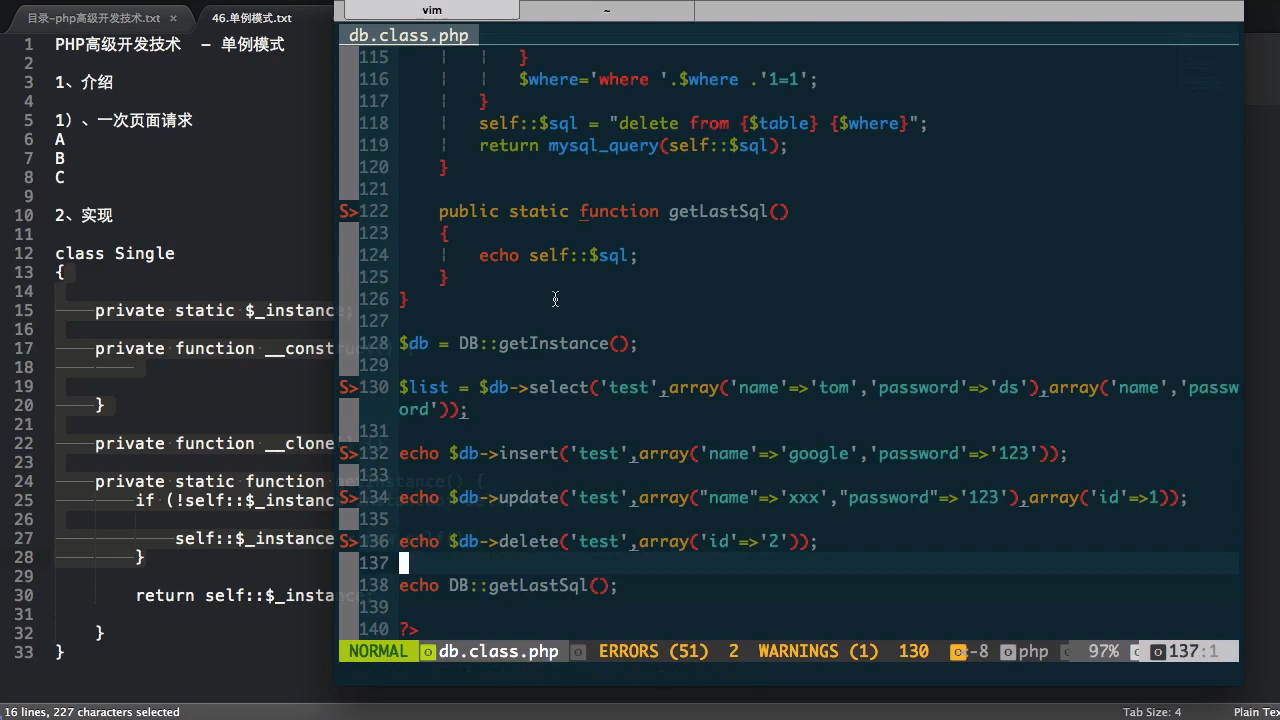 目录-php高级开发技术.txt ×
46.单例模式.txt
1 PHP高级开发技术 - 单例模式
2
3 1、介绍
4
5 1）、一次页面请求
6 A
7 B
8 C
9
10 2、实现
11
12 class Single
13 {
14
15 private static $_instance;
16
17 private function __construct() {
18
19
20 }
21
22 private function __clone
23
24 private static function getInstance() {
25 if (!self::$_instanc
26
27 self::$_instance
28 }
29
30 return self::$_instance
31
32 }
33 }
16 lines, 227 characters selected
vim
~
db.class.php
115 }
116 $where='where '.$where .'1=1';
117 }
118 self::$sql = "delete from {$table} {$where}";
119 return mysql_query(self::$sql);
120 }
121
S>122 public static function getLastSql()
123 {
124 echo self::$sql;
125 }
126 }
127
128 $db = DB::getInstance();
129
S>130 $list = $db->select('test',array('name'=>'tom','password'=>'ds'),array('name','passw
ord'));
131
S>132 echo $db->insert('test',array('name'=>'google','password'=>'123'));
133
S>134 echo $db->update('test',array("name"=>'xxx',"password"=>'123'),array('id'=>1));
135
S>136 echo $db->delete('test',array('id'=>'2'));
137
138 echo DB::getLastSql();
139
140 ?>
NORMAL db.class.php ERRORS (51) 2 WARNINGS (1) 130 :-8 php 97% 137:1
Tab Size: 4 Plain Tex